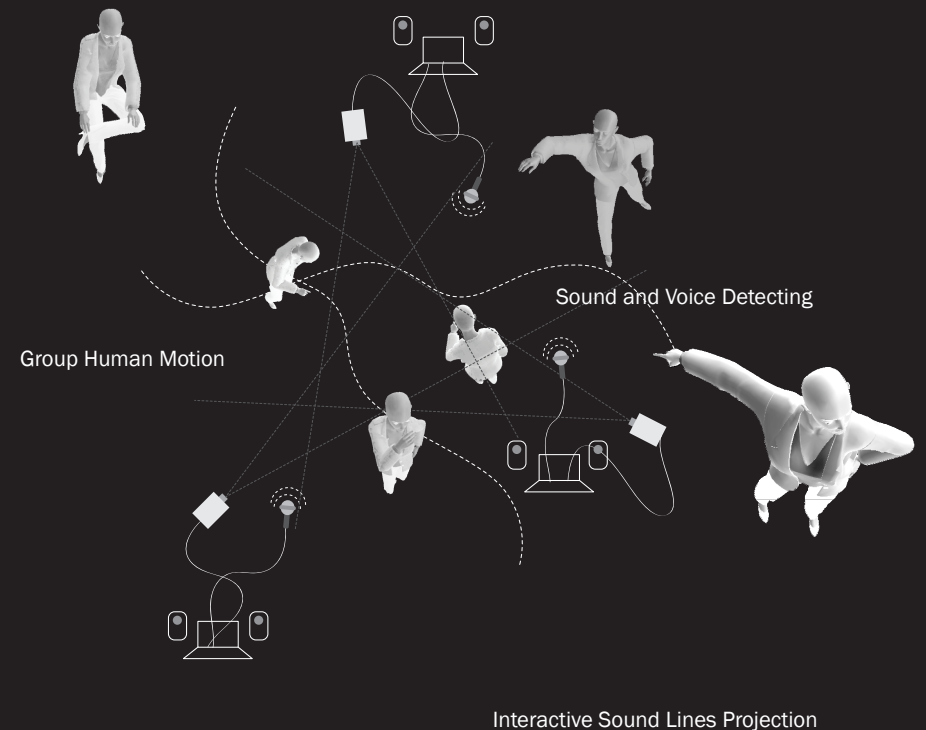 Sound and Voice Detecting
Group Human Motion
Interactive Sound Lines Projection